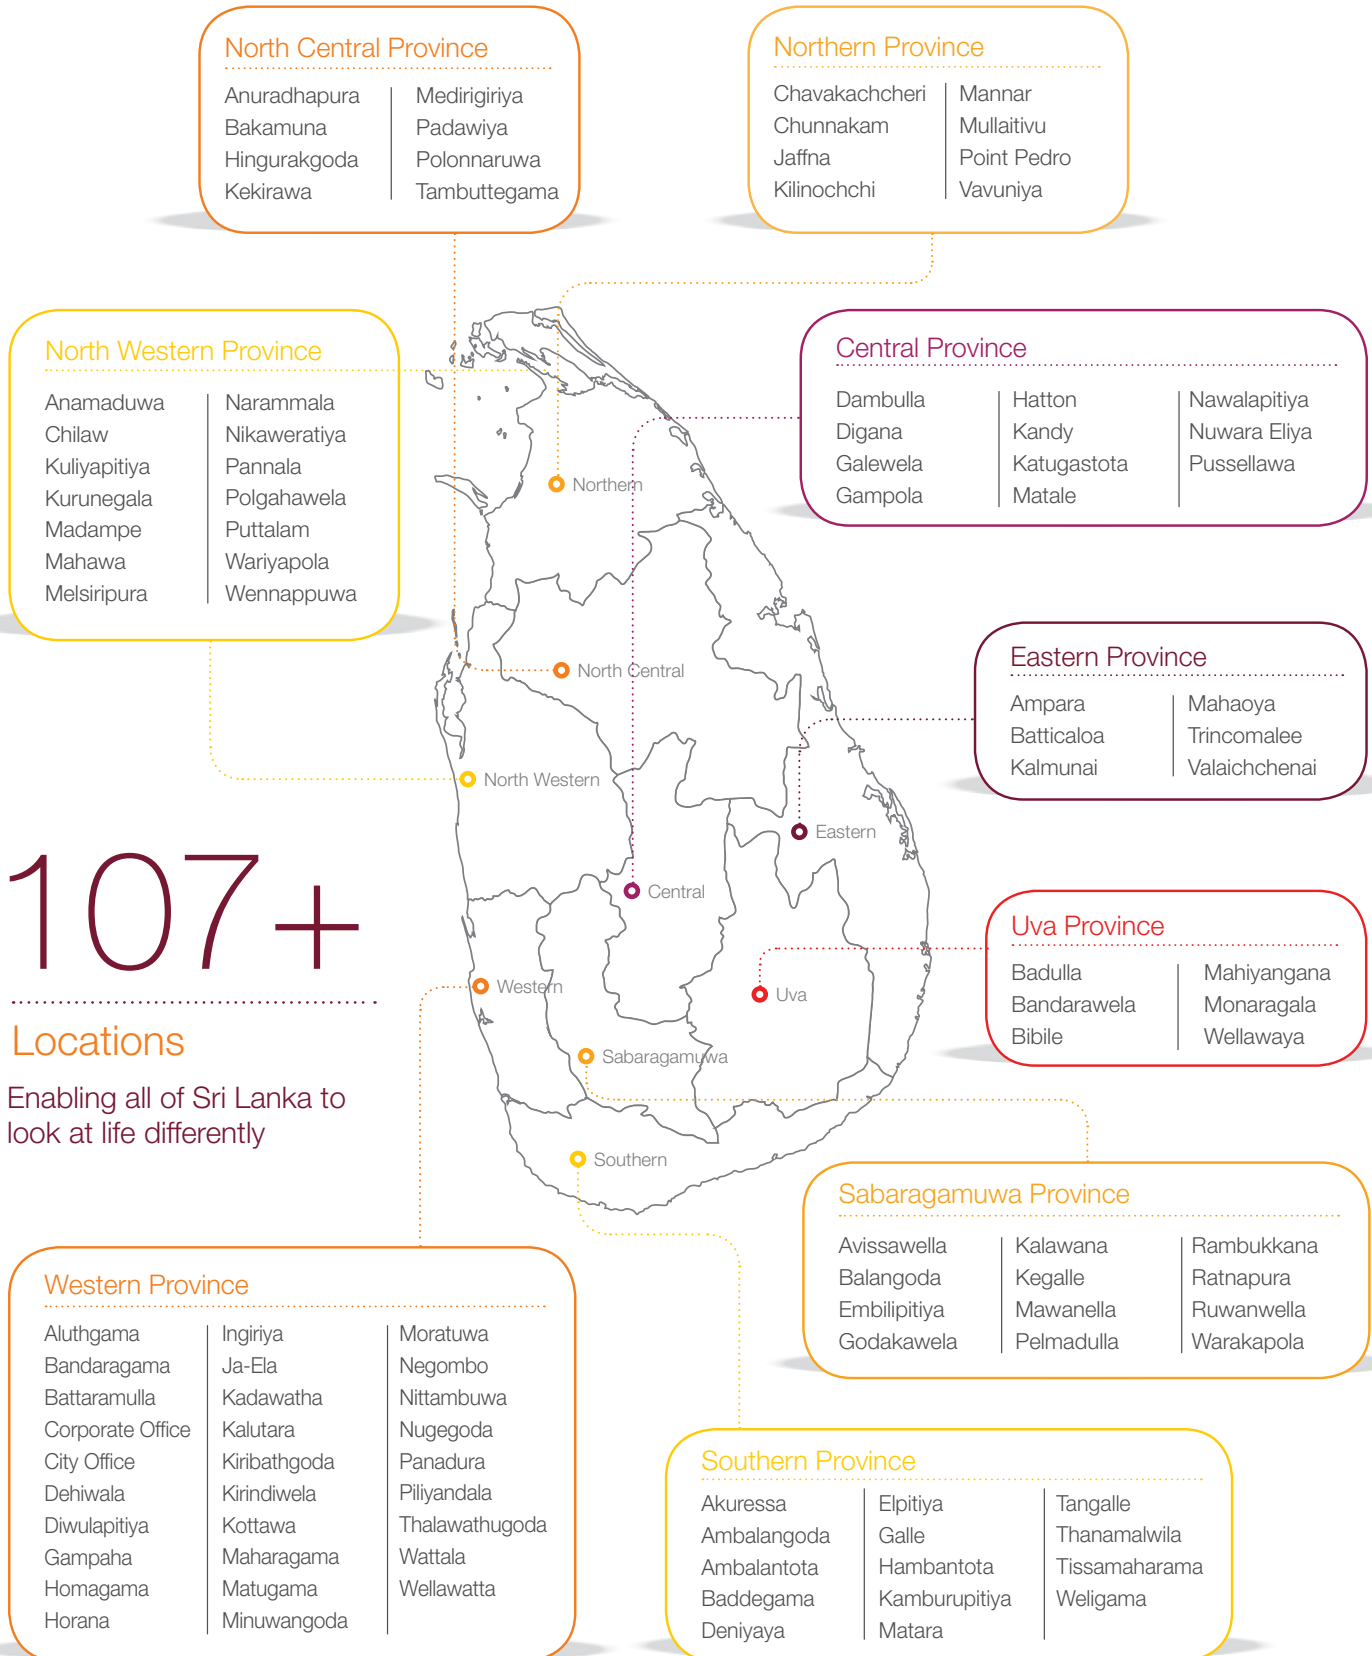 North Central Province
Anuradhapura
Bakamuna
Hingurakgoda
Kekirawa
Medirigiriya
Padawiya
Polonnaruwa
Tambuttegama
Northern Province
Chavakachcheri
Chunnakam
Jaffna
Kilinochchi
Mannar
Mullaitivu
Point Pedro
Vavuniya
North Western Province
Anamaduwa
Chilaw
Kuliyapitiya
Kurunegala
Madampe
Mahawa
Melsiripura
Narammala
Nikaweratiya
Pannala
Polgahawela
Puttalam
Wariyapola
Wennappuwa
Central Province
Dambulla
Digana
Galewela
Gampola
Hatton
Kandy
Katugastota
Matale
Nawalapitiya
Nuwara Eliya
Pussellawa
Northern
North Central
North Western
Eastern
Central
Western
Uva
Sabaragamuwa
Southern
Eastern Province
Ampara
Batticaloa
Kalmunai
Mahaoya
Trincomalee
Valaichchenai
107+
Locations
Enabling all of Sri Lanka to
look at life differently
Uva Province
Badulla
Bandarawela
Bibile
Mahiyangana
Monaragala
Wellawaya
Sabaragamuwa Province
Avissawella
Balangoda
Embilipitiya
Godakawela
Kalawana
Kegalle
Mawanella
Pelmadulla
Rambukkana
Ratnapura
Ruwanwella
Warakapola
Western Province
Aluthgama
Bandaragama
Battaramulla
Corporate Office
City Office
Dehiwala
Diwulapitiya
Gampaha
Homagama
Horana
Ingiriya
Ja-Ela
Kadawatha
Kalutara
Kiribathgoda
Kirindiwela
Kottawa
Maharagama
Matugama
Minuwangoda
Moratuwa
Negombo
Nittambuwa
Nugegoda
Panadura
Piliyandala
Thalawathugoda
Wattala
Wellawatta
Southern Province
Akuressa
Ambalangoda
Ambalantota
Baddegama
Deniyaya
Elpitiya
Galle
Hambantota
Kamburupitiya
Matara
Tangalle
Thanamalwila
Tissamaharama
Weligama